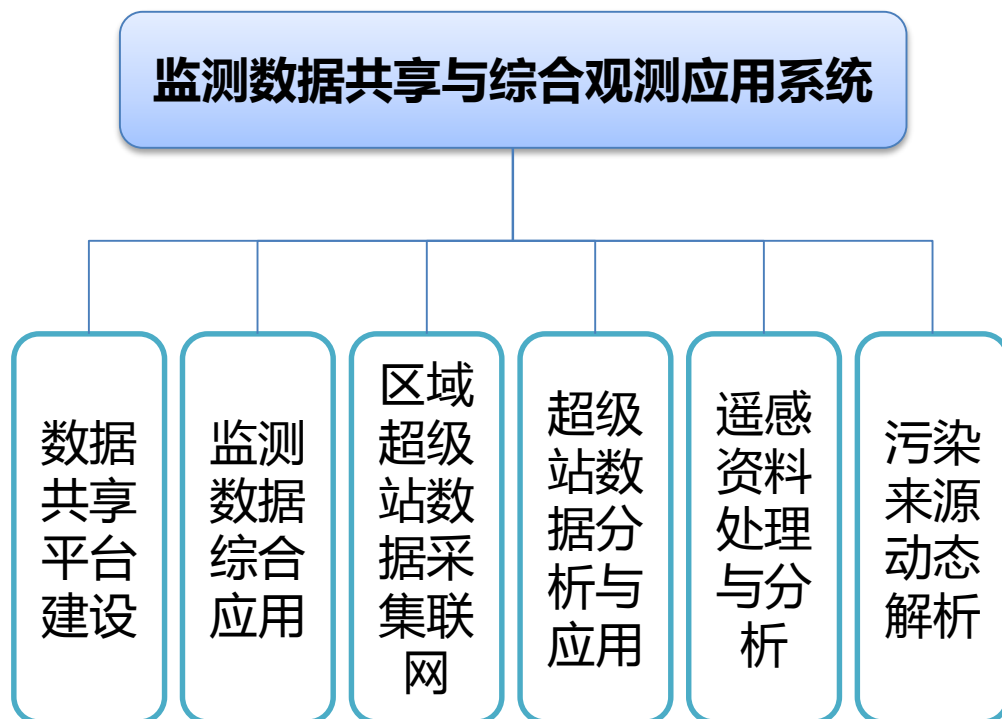 监测数据共享与综合观测应用系统
数据
共享
平台
建设
监测
数据
综合
应用
区域
超级
站数
据采
集联
网
超级
站数
据分
析与
应用
遥感
资料
处理
与分
析
污染
来源
动态
解析